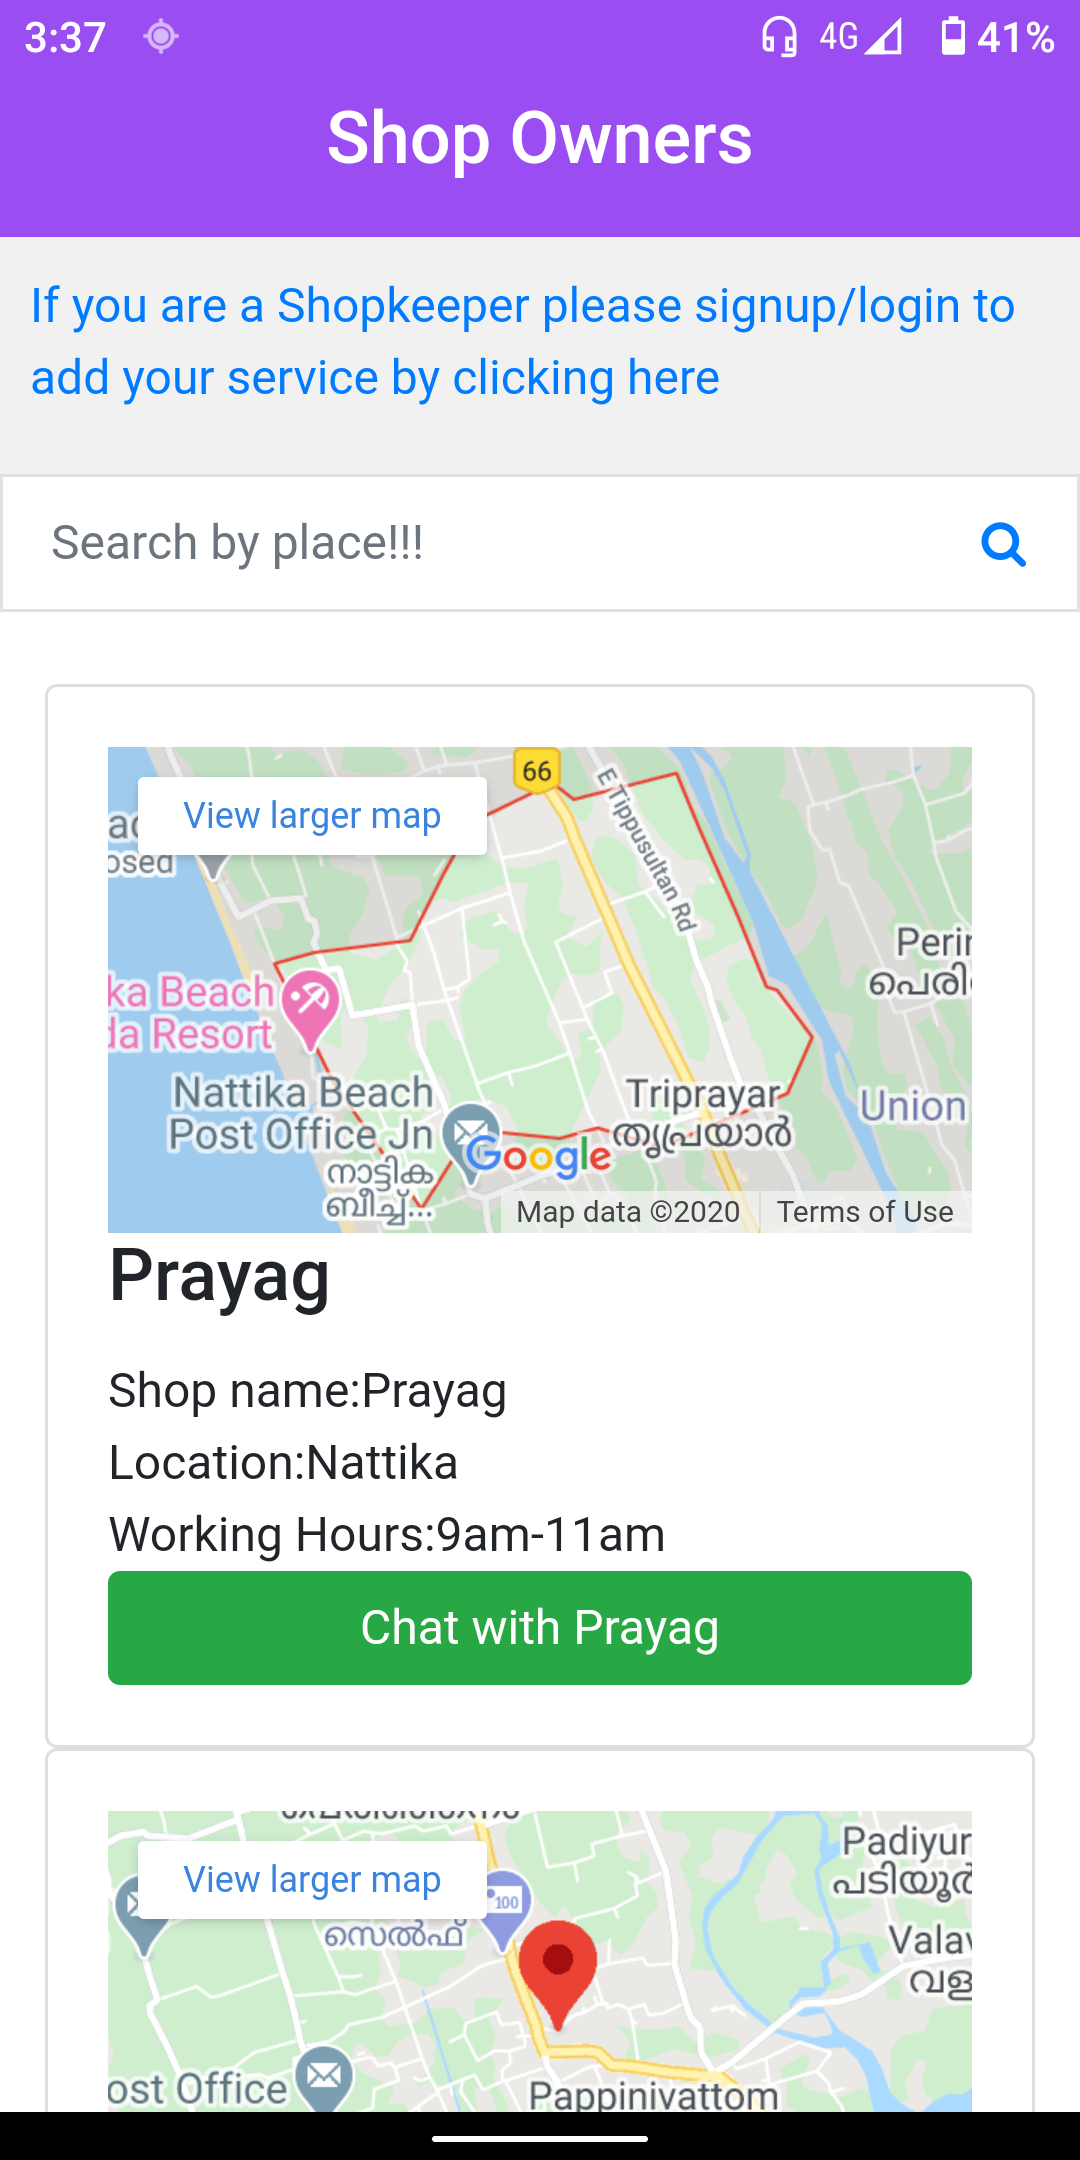 3:37
4G
41%
Shop Owners
If you are a Shopkeeper please signup/login to
add your service by clicking here
Search by place!!!
View larger map
66
E Tippusultan Rd
osed
ka Beach
da Resort
Nattika Beach
Post Office Jn
നാട്ടിക
ബീച്ച്...
Triprayar
തൃപ്രയാർ
Perin
പെരി
Union
Google
Map data ©2020
Terms of Use
Prayag
Shop name:Prayag
Location:Nattika
Working Hours:9am-11am
Chat with Prayag
View larger map
100
സെൽഫ്
Padiyur
പടിയൂർ
Valav
വള
ost Office
Pappinivattom